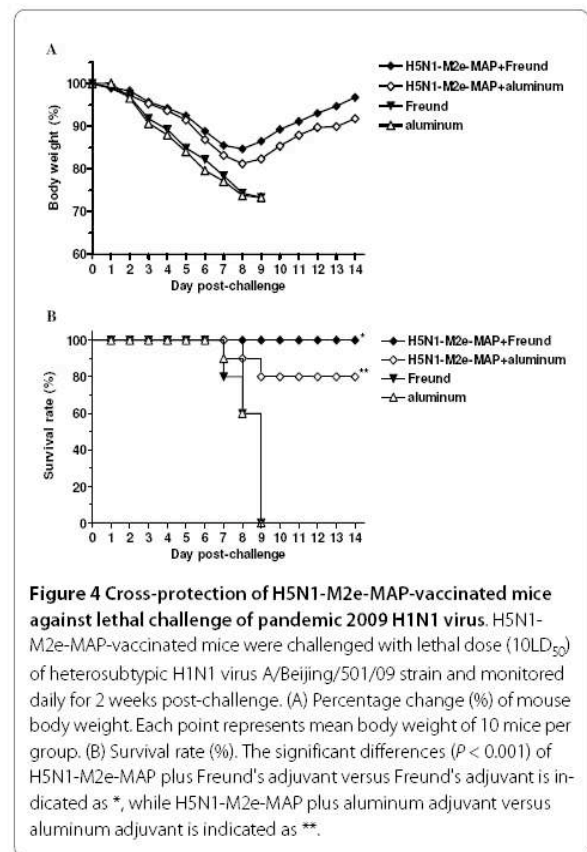 A
100
90
80
70
60
Body weight (%)
0 1 2 3 4 5 6 7 8 9 10 11 12 13 14
Day post-challenge
H5N1-M2e-MAP+Freund
H5N1-M2e-MAP+aluminum
Freund
aluminum
B
100
80
60
40
20
0
Survival rate (%)
*
**
0 1 2 3 4 5 6 7 8 9 10 11 12 13 14
Day post-challenge
H5N1-M2e-MAP+Freund
H5N1-M2e-MAP+aluminum
Freund
aluminum
Figure 4 Cross-protection of H5N1-M2e-MAP-vaccinated mice
against lethal challenge of pandemic 2009 H1N1 virus. H5N1-
M2e-MAP-vaccinated mice were challenged with lethal dose (10LD50)
of heterosubtypic H1N1 virus A/Beijing/501/09 strain and monitored
daily for 2 weeks post-challenge. (A) Percentage change (%) of mouse
body weight. Each point represents mean body weight of 10 mice per
group. (B) Survival rate (%). The significant differences (P < 0.001) of
H5N1-M2e-MAP plus Freund's adjuvant versus Freund's adjuvant is in-
dicated as *, while H5N1-M2e-MAP plus aluminum adjuvant versus
aluminum adjuvant is indicated as **.